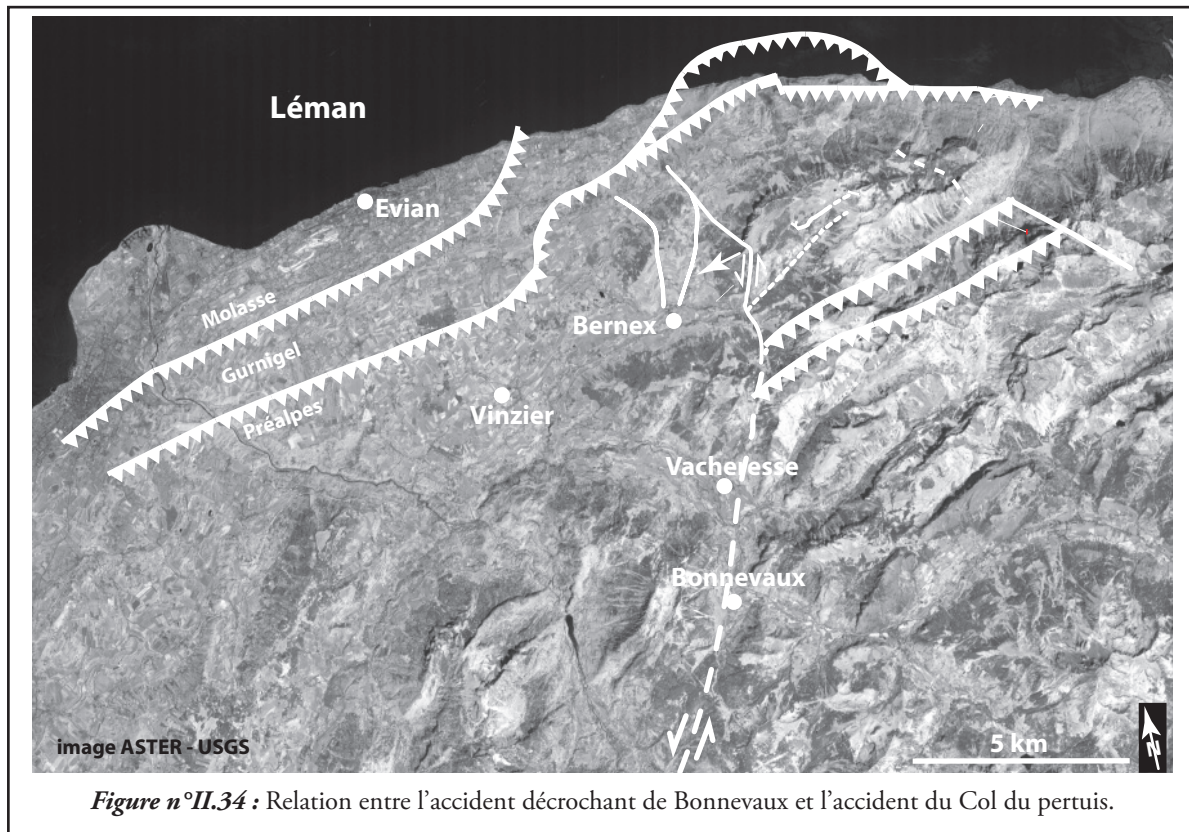 Léman
Evian
Molasse
Gurnigel
Préalpes
Bernex
Vinzier
Vacheresse
Bonnevaux
image ASTER - USGS
5 km
N
Figure n°II.34 : Relation entre l'accident décrochant de Bonnevaux et l'accident du Col du pertuis.